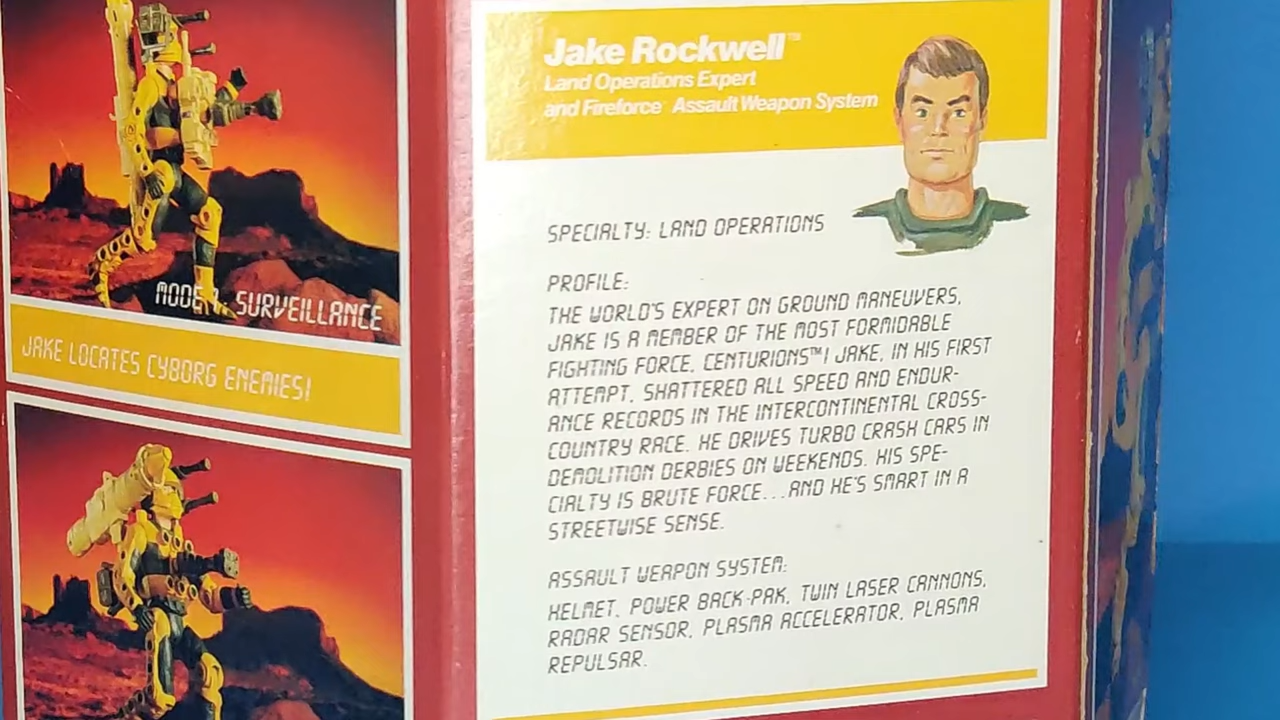 MODE 1: SURVEILLANCE
JAKE LOCATES CYBORG ENEMIES!
Jake Rockwell™
Land Operations Expert
and Fireforce™ Assault Weapon System
SPECIALTY: LAND OPERATIONS
PROFILE:
THE WORLD'S EXPERT ON GROUND MANEUVERS,
JAKE IS A MEMBER OF THE MOST FORMIDABLE
FIGHTING FORCE, CENTURIONS™! JAKE, IN HIS FIRST
ATTEMPT, SHATTERED ALL SPEED AND ENDUR-
ANCE RECORDS IN THE INTERCONTINENTAL CROSS-
COUNTRY RACE. HE DRIVES TURBO CRASH CARS IN
DEMOLITION DERBIES ON WEEKENDS. HIS SPE-
CIALTY IS BRUTE FORCE...AND HE'S SMART IN A
STREETWISE SENSE.
ASSAULT WEAPON SYSTEM:
HELMET, POWER BACK-PAK, TWIN LASER CANNONS,
RADAR SENSOR, PLASMA ACCELERATOR, PLASMA
REPULSAR.